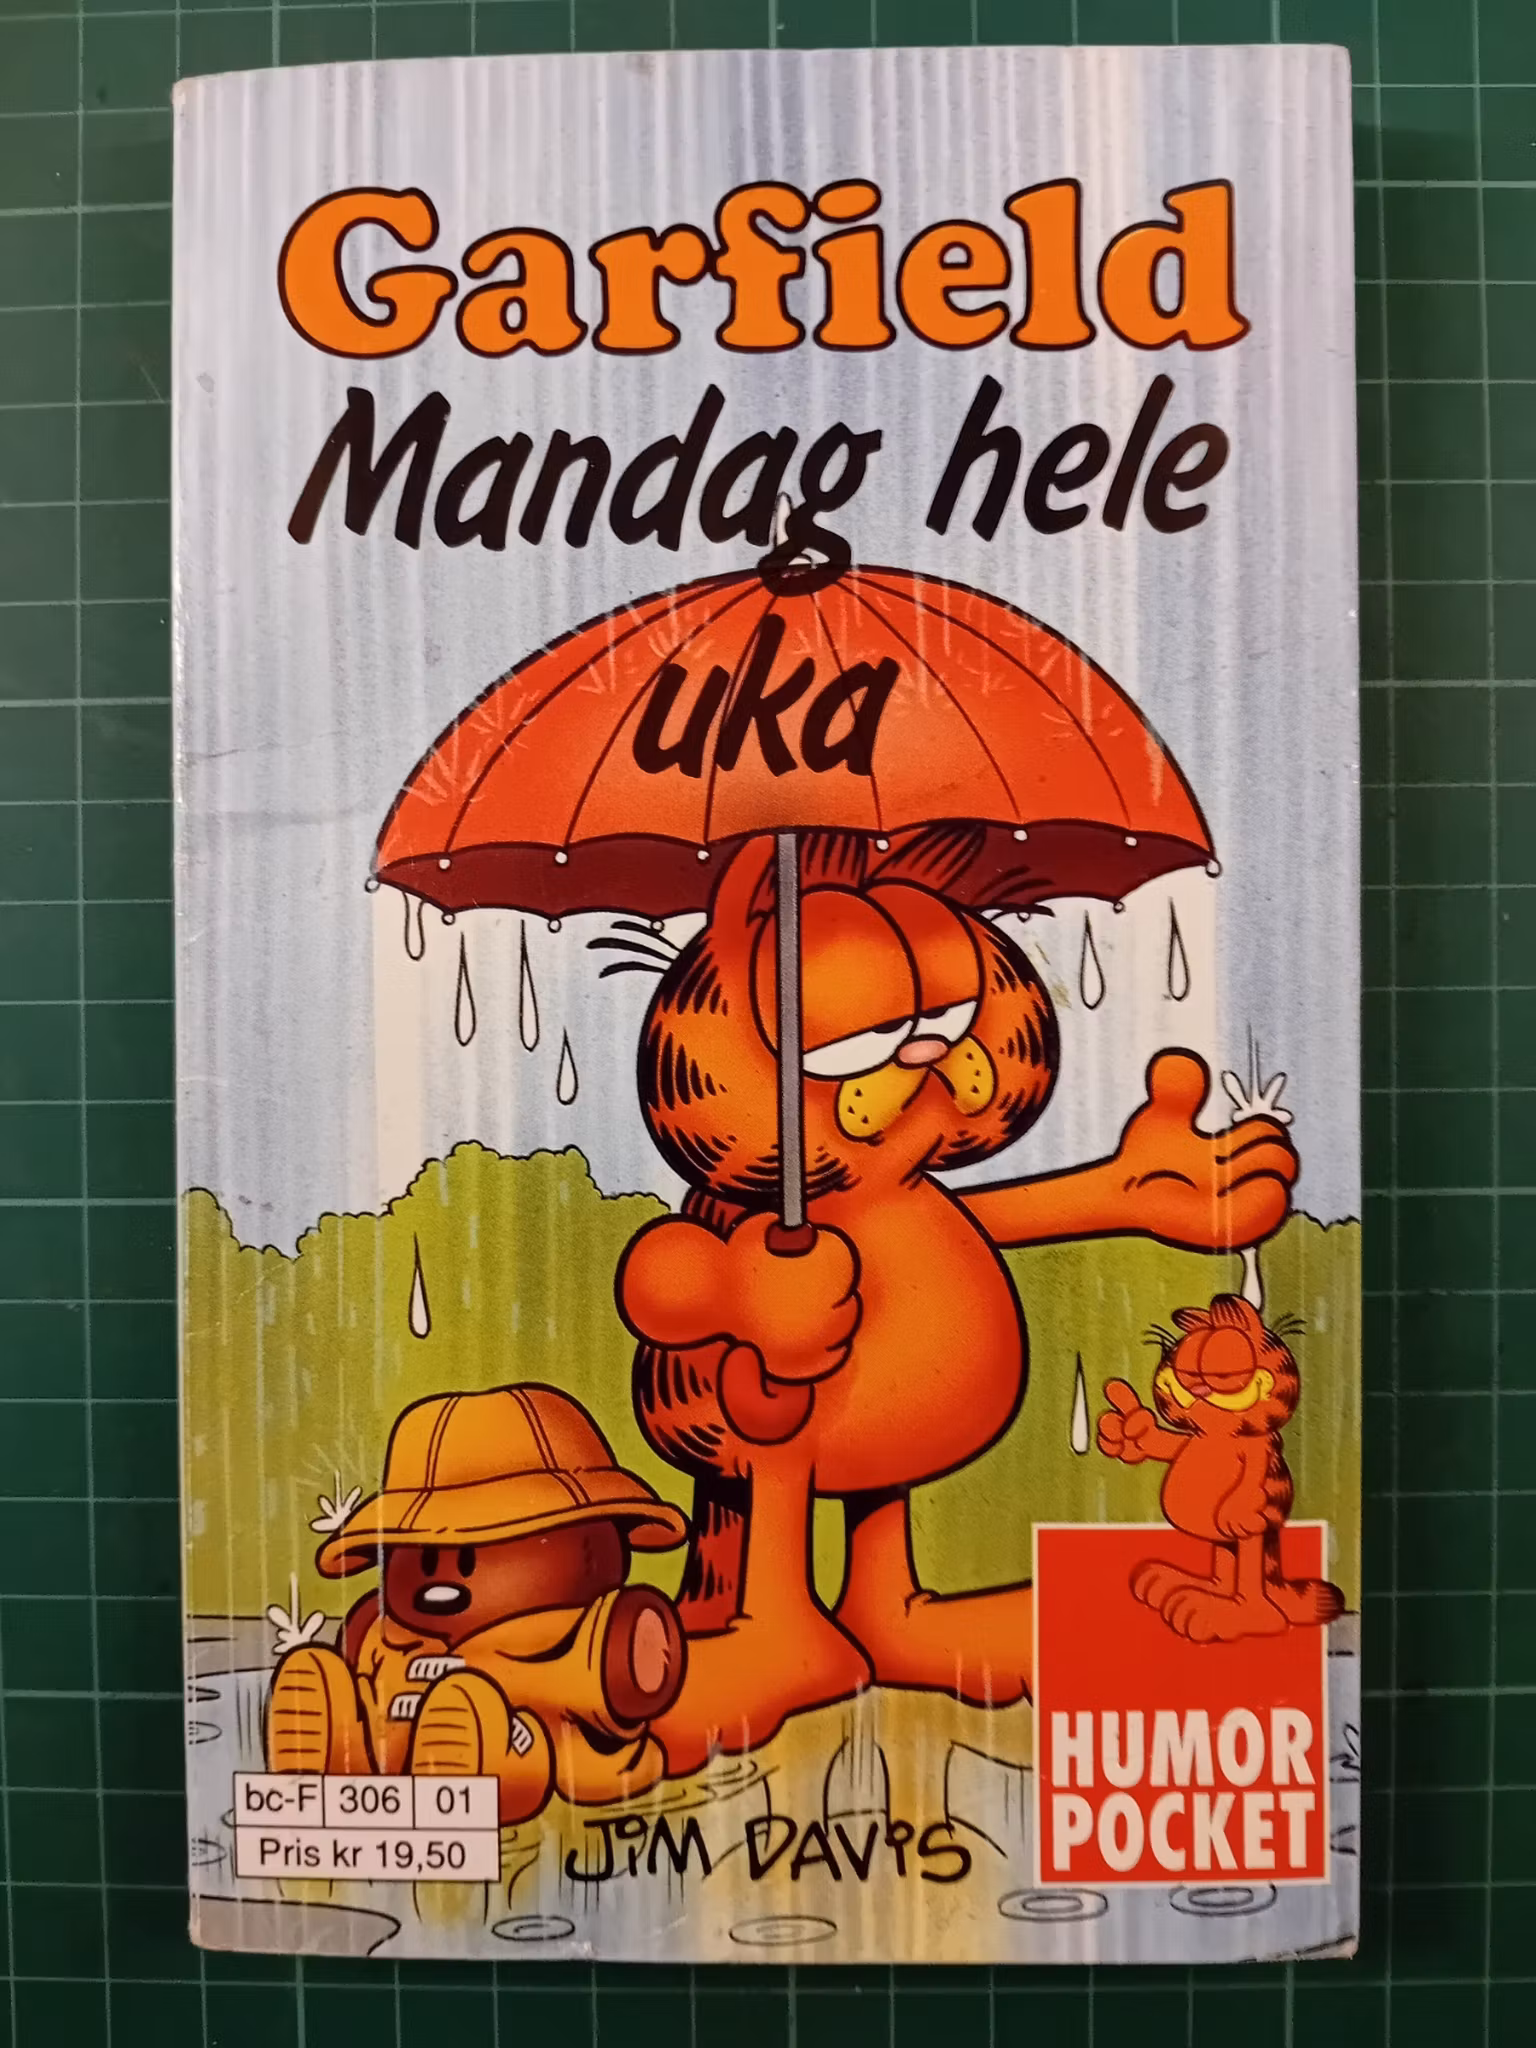 Garfield
Mandag hele
uka
bc-F 306 01
Pris kr 19,50
JIM DAVIS
HUMOR
POCKET